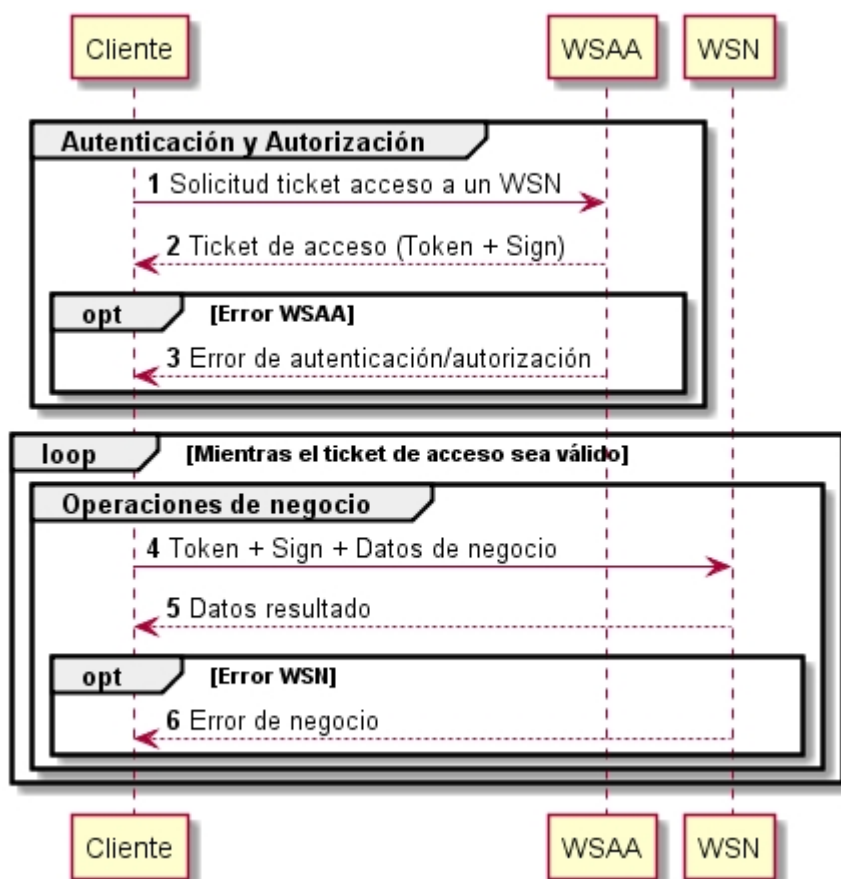 Cliente
WSAA
WSN
Autenticación y Autorización
1 Solicitud ticket acceso a un WSN
2 Ticket de acceso (Token + Sign)
opt [Error WSAA]
3 Error de autenticación/autorización
loop [Mientras el ticket de acceso sea válido]
Operaciones de negocio
4 Token + Sign + Datos de negocio
5 Datos resultado
opt [Error WSN]
6 Error de negocio
Cliente
WSAA
WSN